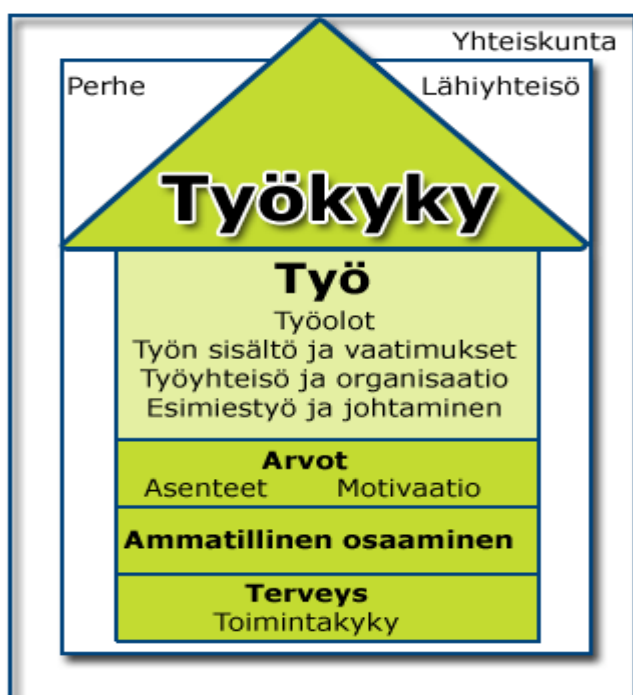 Yhteiskunta
Perhe
Lähiyhteisö
Työkyky
Työ
Työolot
Työn sisältö ja vaatimukset
Työyhteisö ja organisaatio
Esimiestyö ja johtaminen
Arvot
Asenteet Motivaatio
Ammatillinen osaaminen
Terveys
Toimintakyky